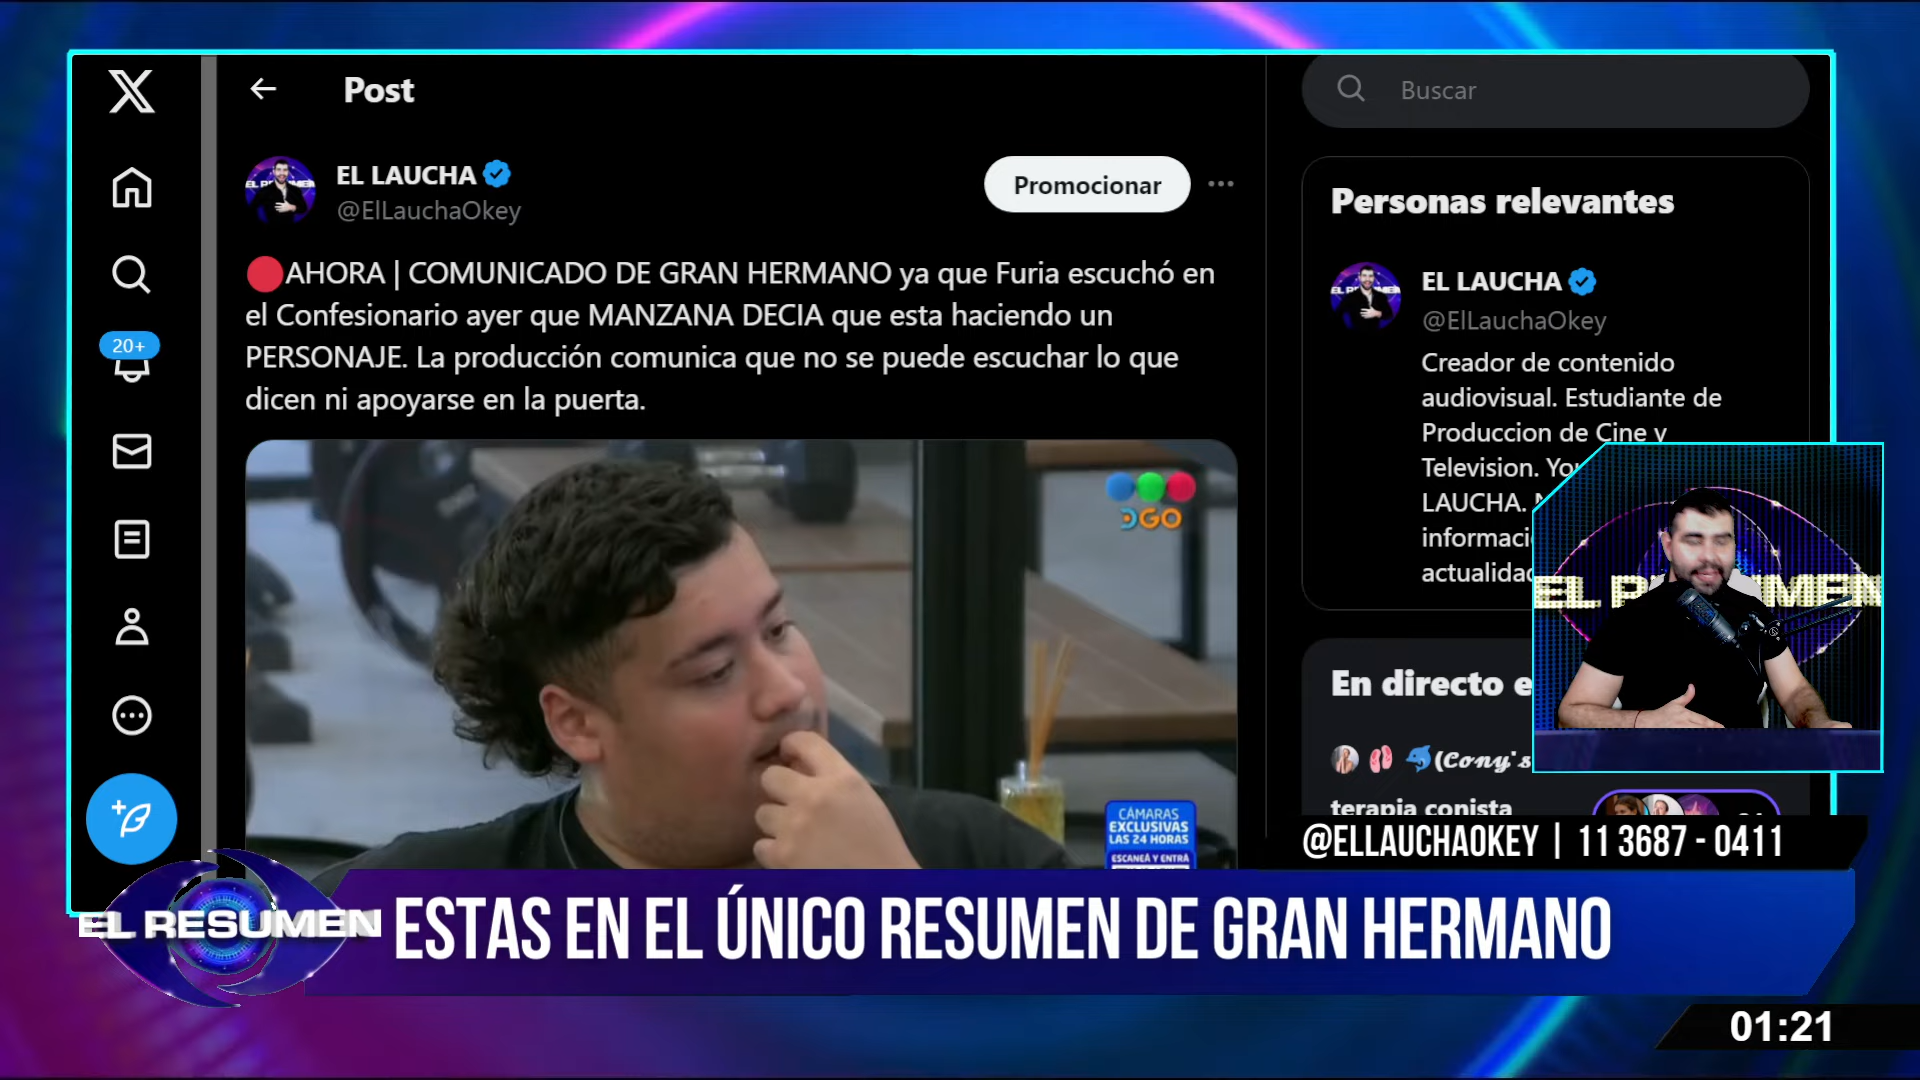 Post
Buscar
EL LAUCHA
@ElLauchaOkey
Promocionar
🔴AHORA | COMUNICADO DE GRAN HERMANO ya que Furia escuchó en
el Confesionario ayer que MANZANA DECIA que esta haciendo un
PERSONAJE. La producción comunica que no se puede escuchar lo que
dicen ni apoyarse en la puerta.
20+
DGO
CÁMARAS
EXCLUSIVAS
LAS 24 HORAS
ESCANEÁ Y ENTRÁ
Personas relevantes
EL LAUCHA
@ElLauchaOkey
Creador de contenido
audiovisual. Estudiante de
Produccion de Cine y
Television.
LAUCHA.
En directo
(Cony's
terapia conista
@ELLAUCHAOKEY | 11 3687 - 0411
EL RESUMEN
ESTAS EN EL ÚNICO RESUMEN DE GRAN HERMANO
01:21